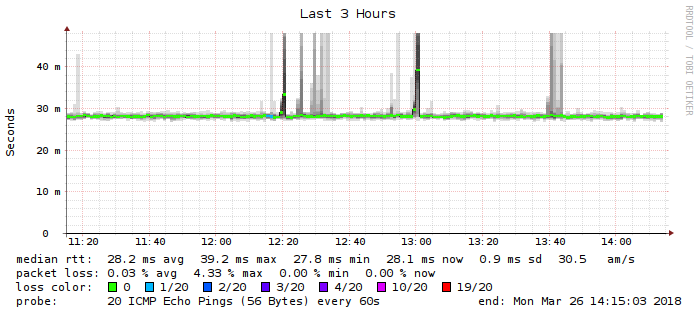 Last 3 Hours
RRDTOOL / TOBI OETIKER
Seconds
40 m
30 m
20 m
10 m
0
11:20 11:40 12:00 12:20 12:40 13:00 13:20 13:40 14:00
median rtt: 28.2 ms avg 39.2 ms max 27.8 ms min 28.1 ms now 0.9 ms sd 30.5 am/s
packet loss: 0.03 % avg 4.33 % max 0.00 % min 0.00 % now
loss color: 0 1/20 2/20 3/20 4/20 10/20 19/20
probe: 20 ICMP Echo Pings (56 Bytes) every 60s end: Mon Mar 26 14:15:03 2018